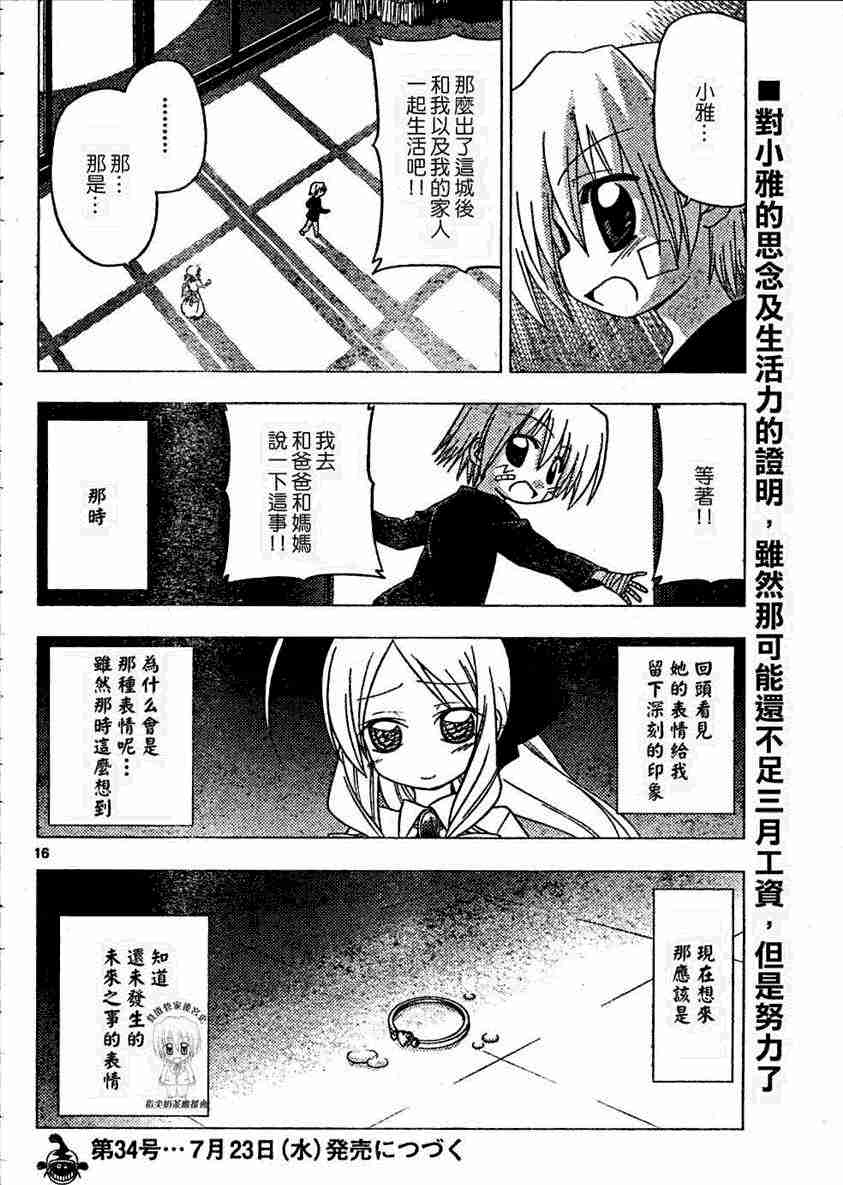 ■對小雅的思念及生活力的證明，雖然那可能還不足三月工資，但是努力了
小雅…
那麼出了這城後
和我以及我的家人
一起生活吧!!
…………
那…
那是…
等著!!
我去
和爸爸和媽媽
說一下這事!!
那時
回頭看見
她的表情給我
留下深刻的印象
為什么會是
那種表情呢…
雖然那時這麼想到
16
現在想來
那應該是
知道
還未發生的
未來之事的表情
第34号…7月23日(水)発売につづく